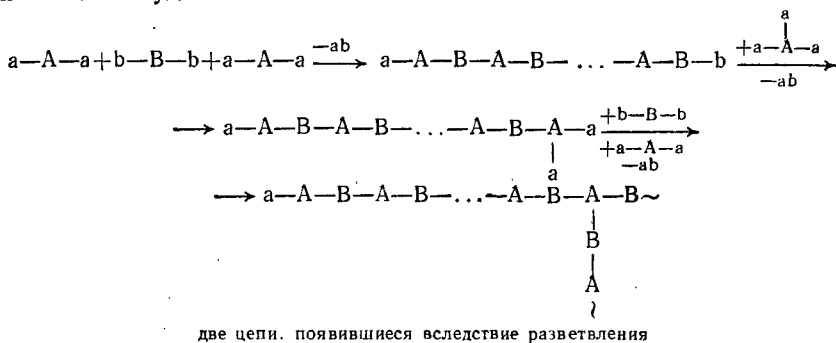 a
a—A—a+b—B—b+a—A—a —ab→ a—A—B—A—B— ... —A—B—b +a—A—a
—ab
→ a—A—B—A—B—...—A—B—A—a +b—B—b
+a—A—a
—ab
a
→ a—A—B—A—B—...—A—B—A—B~
B
A
~
две цепи. появившиеся вследствие разветвления